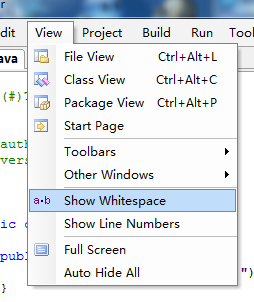 r
dit View Project Build Run Tool
ava
File View Ctrl+Alt+L
(#)?
Class View Ctrl+Alt+C
Package View Ctrl+Alt+P
Start Page
auth
Toolbars
vers
Other Windows
a·b Show Whitespace
ic c
Show Line Numbers
publ
Full Screen
")
Auto Hide All
}